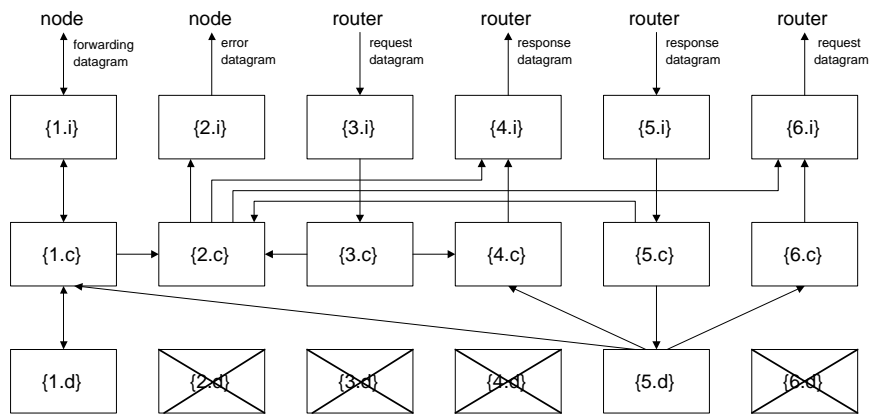 node node router router router router
forwarding error request response response request
datagram datagram datagram datagram datagram datagram
{1.i} {2.i} {3.i} {4.i} {5.i} {6.i}
{1.c} {2.c} {3.c} {4.c} {5.c} {6.c}
{1.d} {2.d} {3.d} {4.d} {5.d} {6.d}